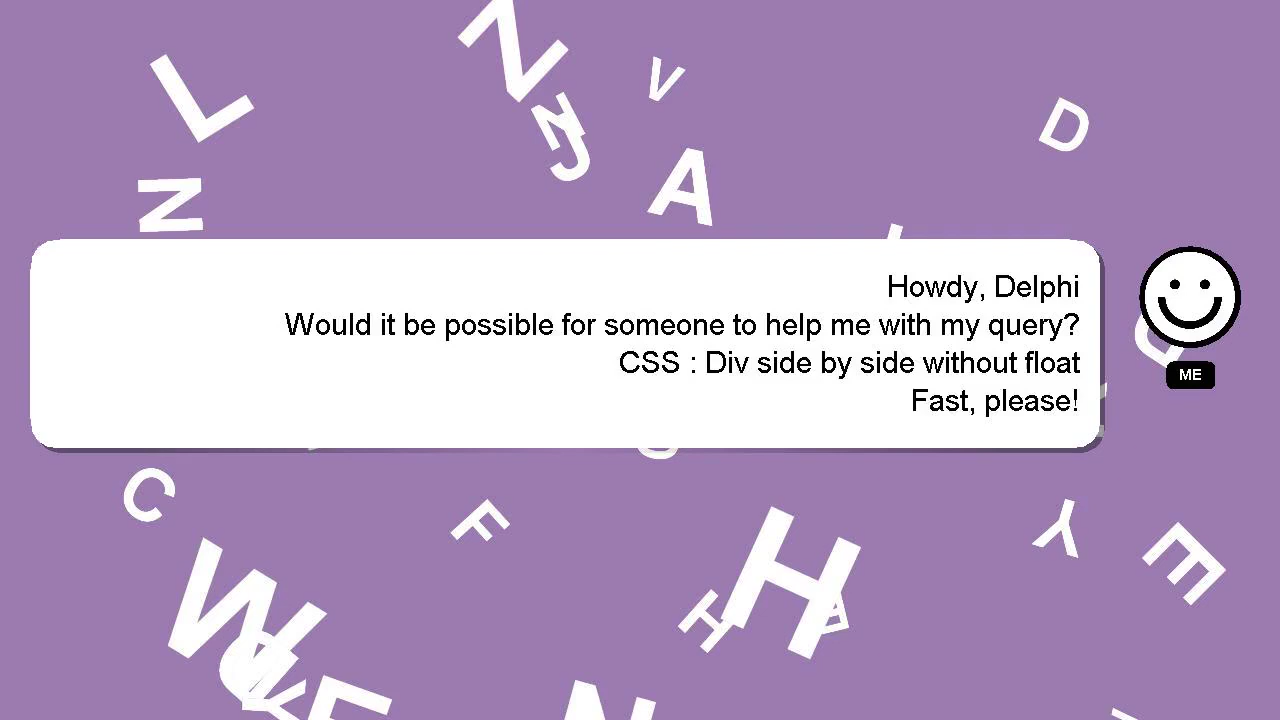 Howdy, Delphi
Would it be possible for someone to help me with my query?
CSS : Div side by side without float
Fast, please!
ME